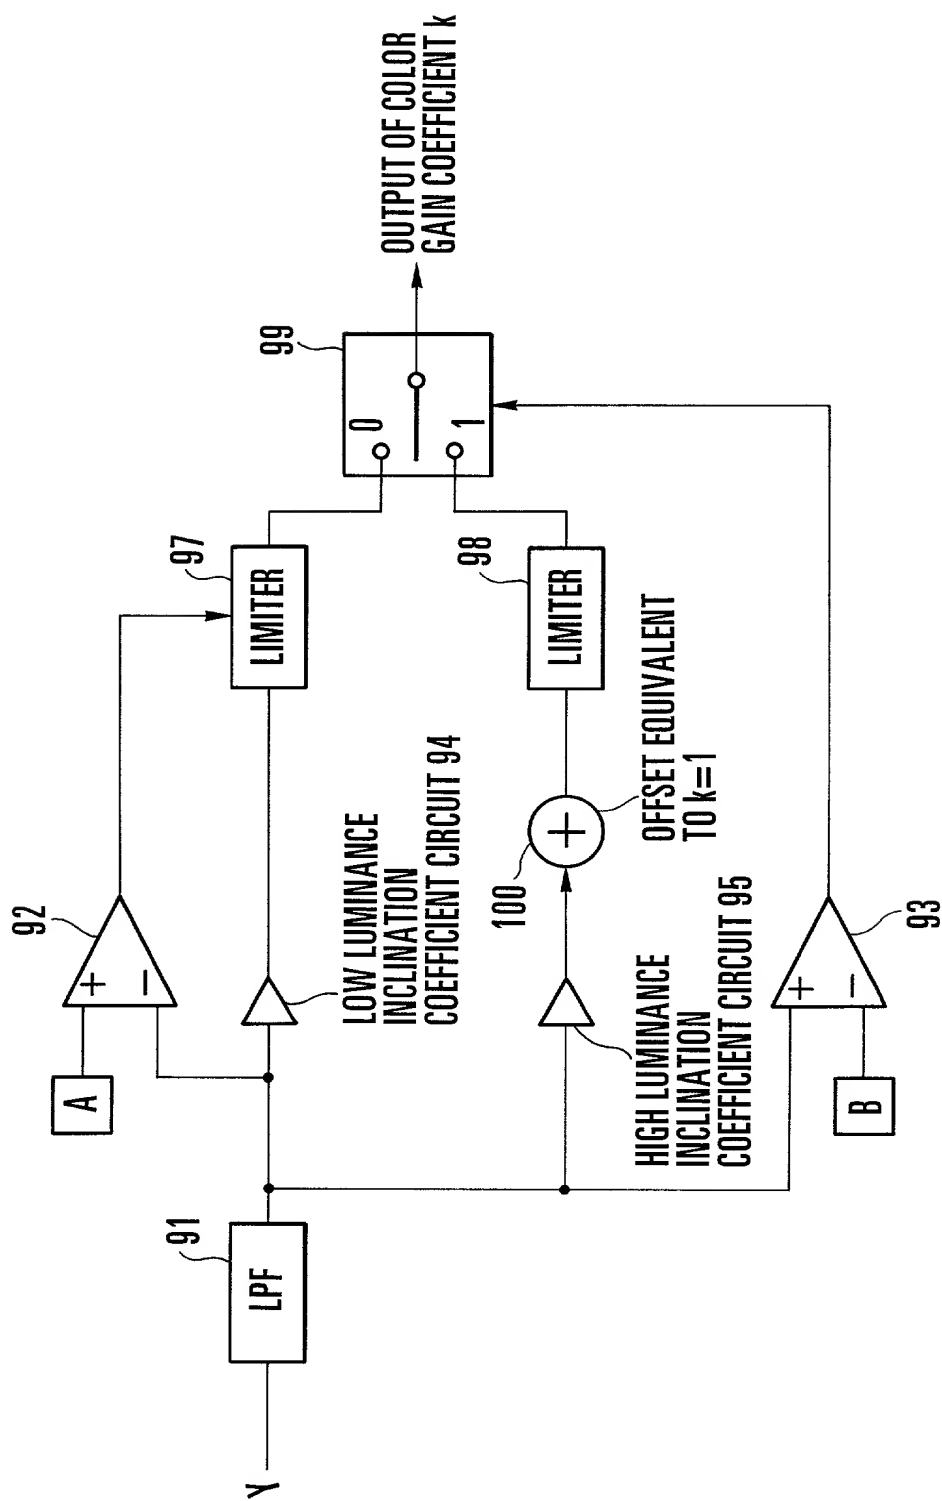 Y
LPF
91
A
B
92
+
−
93
+
−
LOW LUMINANCE
INCLINATION
COEFFICIENT CIRCUIT 94
HIGH LUMINANCE
INCLINATION
COEFFICIENT CIRCUIT 95
100
+
OFFSET EQUIVALENT
TO k=1
97
LIMITER
98
LIMITER
99
0
1
OUTPUT OF COLOR
GAIN COEFFICIENT k